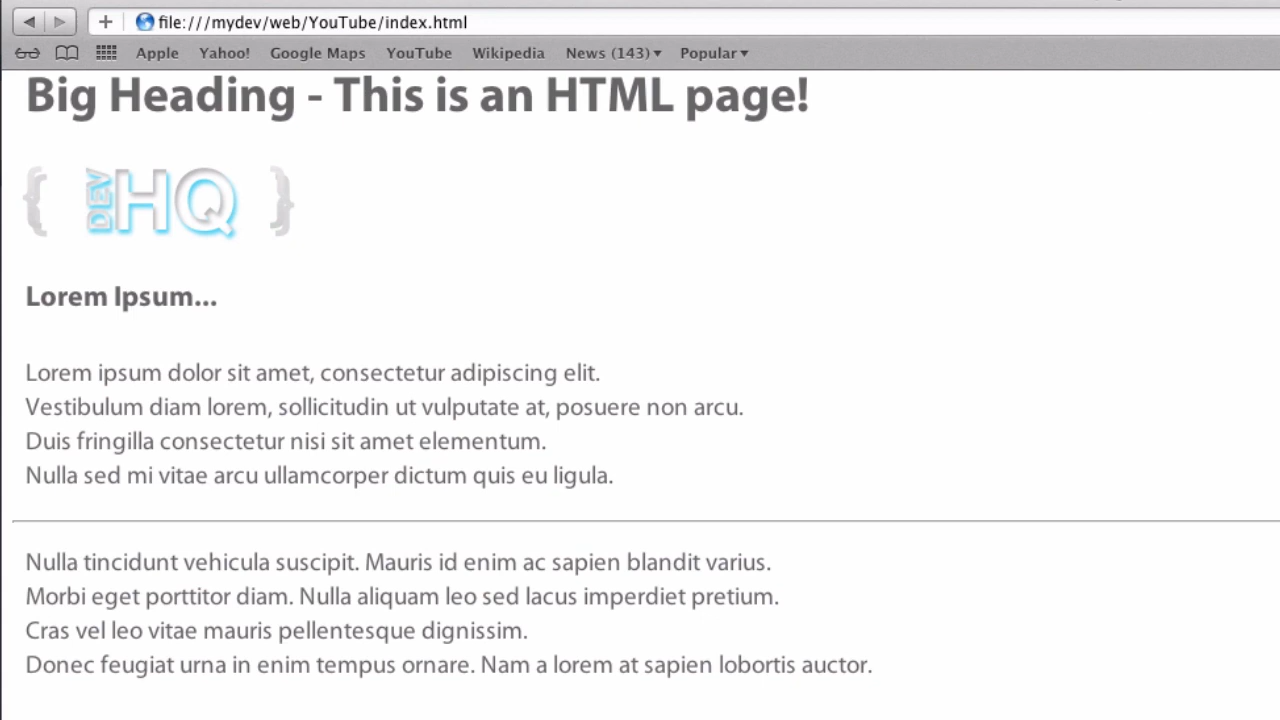 file:///mydev/web/YouTube/index.html
Apple Yahoo! Google Maps YouTube Wikipedia News (143)▾ Popular▾
Big Heading - This is an HTML page!
{ DEV HQ }
Lorem Ipsum...
Lorem ipsum dolor sit amet, consectetur adipiscing elit.
Vestibulum diam lorem, sollicitudin ut vulputate at, posuere non arcu.
Duis fringilla consectetur nisi sit amet elementum.
Nulla sed mi vitae arcu ullamcorper dictum quis eu ligula.
Nulla tincidunt vehicula suscipit. Mauris id enim ac sapien blandit varius.
Morbi eget porttitor diam. Nulla aliquam leo sed lacus imperdiet pretium.
Cras vel leo vitae mauris pellentesque dignissim.
Donec feugiat urna in enim tempus ornare. Nam a lorem at sapien lobortis auctor.